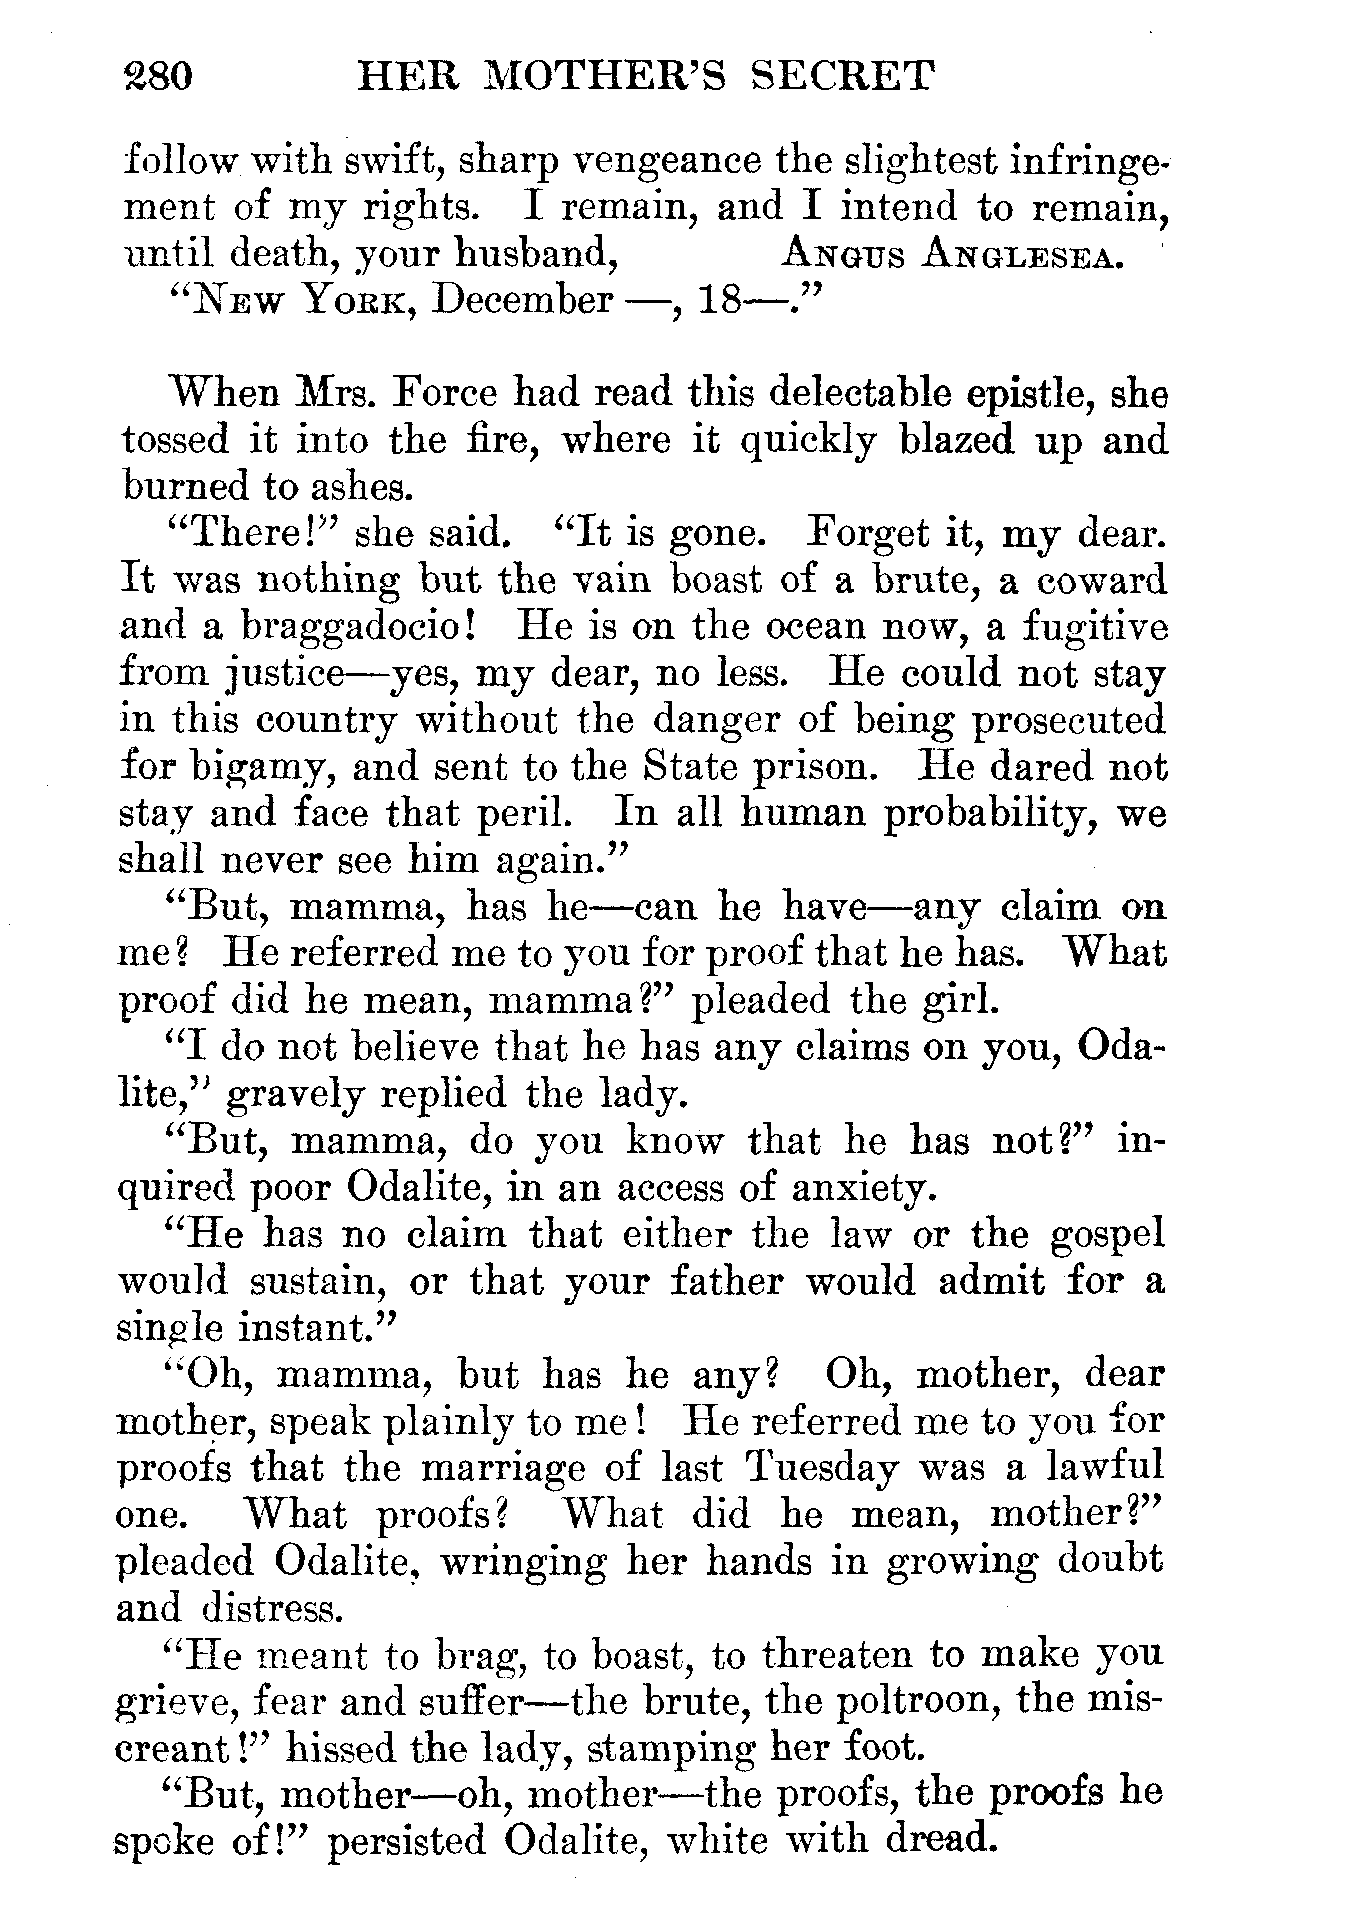 280 HER MOTHER'S SECRET
follow with swift, sharp vengeance the slightest infringe-
ment of my rights. I remain, and I intend to remain,
until death, your husband, ANGUS ANGLESEA.
“NEW YORK, December —, 18—.”
When Mrs. Force had read this delectable epistle, she
tossed it into the fire, where it quickly blazed up and
burned to ashes.
“There!” she said. “It is gone. Forget it, my dear.
It was nothing but the vain boast of a brute, a coward
and a braggadocio! He is on the ocean now, a fugitive
from justice—yes, my dear, no less. He could not stay
in this country without the danger of being prosecuted
for bigamy, and sent to the State prison. He dared not
stay and face that peril. In all human probability, we
shall never see him again.”
“But, mamma, has he—can he have—any claim on
me? He referred me to you for proof that he has. What
proof did he mean, mamma?” pleaded the girl.
“I do not believe that he has any claims on you, Oda-
lite,” gravely replied the lady.
“But, mamma, do you know that he has not?” in-
quired poor Odalite, in an access of anxiety.
“He has no claim that either the law or the gospel
would sustain, or that your father would admit for a
single instant.”
“Oh, mamma, but has he any? Oh, mother, dear
mother, speak plainly to me! He referred me to you for
proofs that the marriage of last Tuesday was a lawful
one. What proofs? What did he mean, mother?”
pleaded Odalite, wringing her hands in growing doubt
and distress.
“He meant to brag, to boast, to threaten to make you
grieve, fear and suffer—the brute, the poltroon, the mis-
creant!” hissed the lady, stamping her foot.
“But, mother—oh, mother—the proofs, the proofs he
spoke of!” persisted Odalite, white with dread.